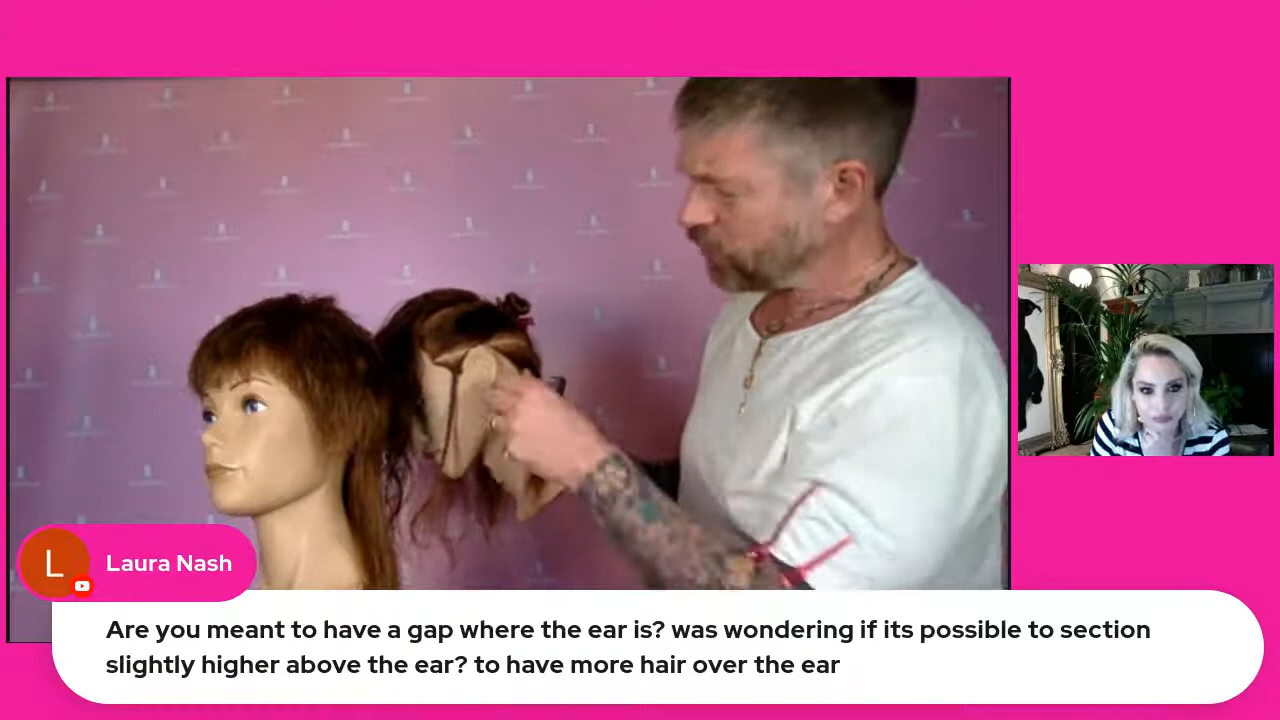 L
Laura Nash
Are you meant to have a gap where the ear is? was wondering if its possible to section
slightly higher above the ear? to have more hair over the ear